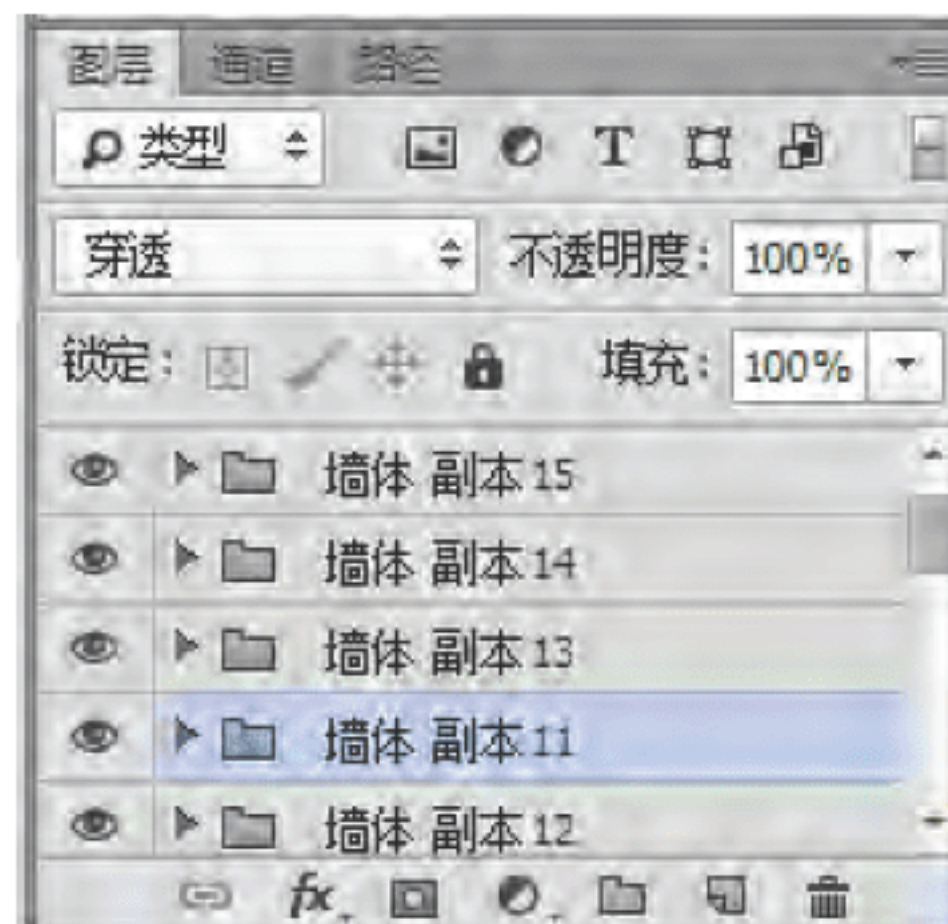 图层 通道 路径
类型 T
穿透 不透明度: 100%
锁定: 填充: 100%
墙体 副本 15
墙体 副本 14
墙体 副本 13
墙体 副本 11
墙体 副本 12
fx